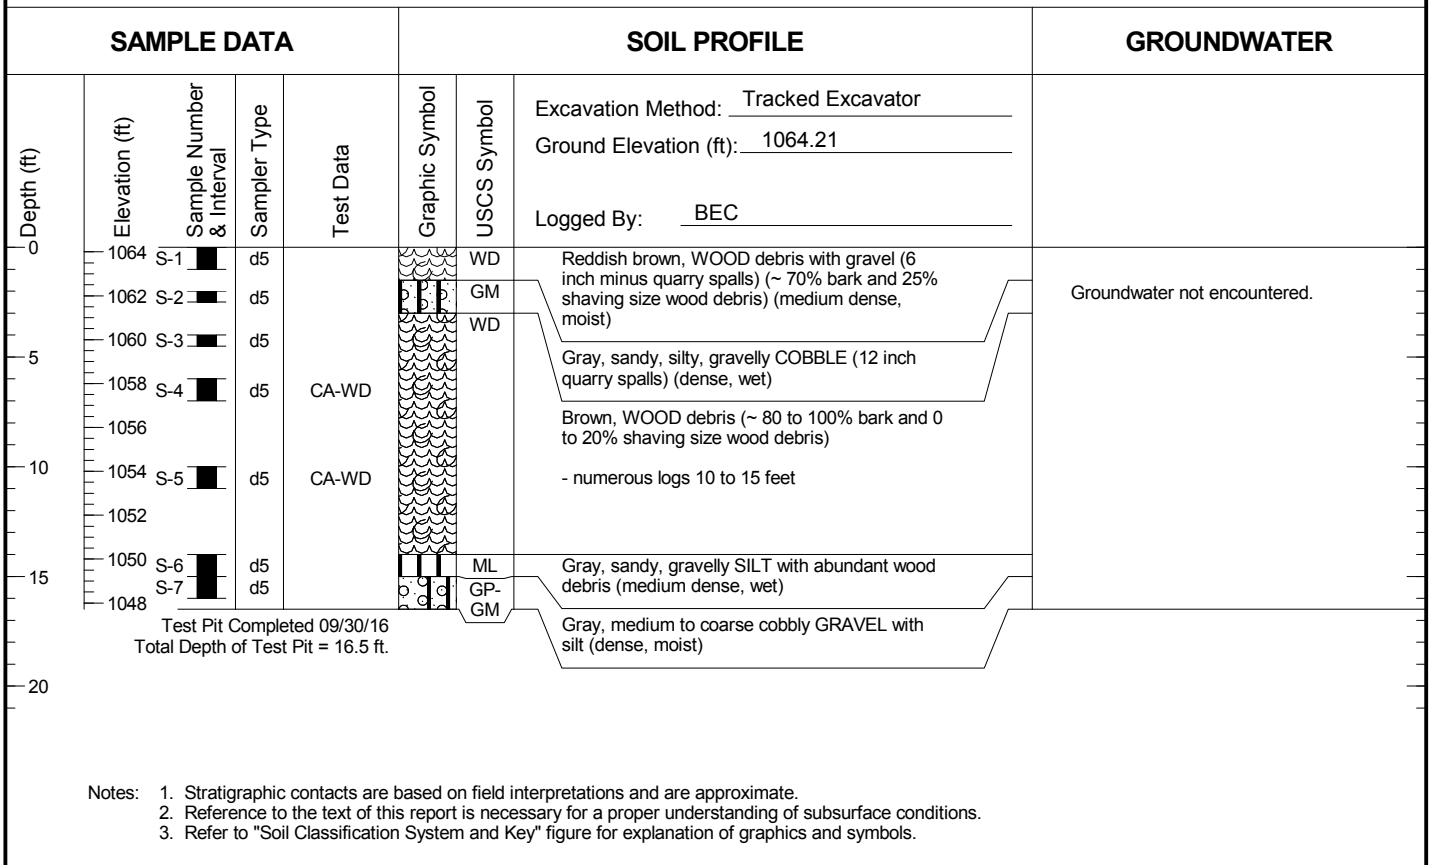 SAMPLE DATA
SOIL PROFILE
GROUNDWATER
Depth (ft)
Elevation (ft)
Sample Number
& Interval
Sampler Type
Test Data
Graphic Symbol
USCS Symbol
Excavation Method: Tracked Excavator
Ground Elevation (ft): 1064.21
Logged By: BEC
0
1064 S-1 d5 WD
Reddish brown, WOOD debris with gravel (6
inch minus quarry spalls) (~ 70% bark and 25%
shaving size wood debris) (medium dense,
moist)
1062 S-2 d5 GM
Groundwater not encountered.
WD
1060 S-3 d5
5
Gray, sandy, silty, gravelly COBBLE (12 inch
quarry spalls) (dense, wet)
1058 S-4 d5 CA-WD
1056
Brown, WOOD debris (~ 80 to 100% bark and 0
to 20% shaving size wood debris)
10
1054 S-5 d5 CA-WD
- numerous logs 10 to 15 feet
1052
1050 S-6 d5 ML
Gray, sandy, gravelly SILT with abundant wood
debris (medium dense, wet)
15
S-7 d5 GP-
GM
1048
Test Pit Completed 09/30/16
Total Depth of Test Pit = 16.5 ft.
Gray, medium to coarse cobbly GRAVEL with
silt (dense, moist)
20
Notes: 1. Stratigraphic contacts are based on field interpretations and are approximate.
2. Reference to the text of this report is necessary for a proper understanding of subsurface conditions.
3. Refer to "Soil Classification System and Key" figure for explanation of graphics and symbols.